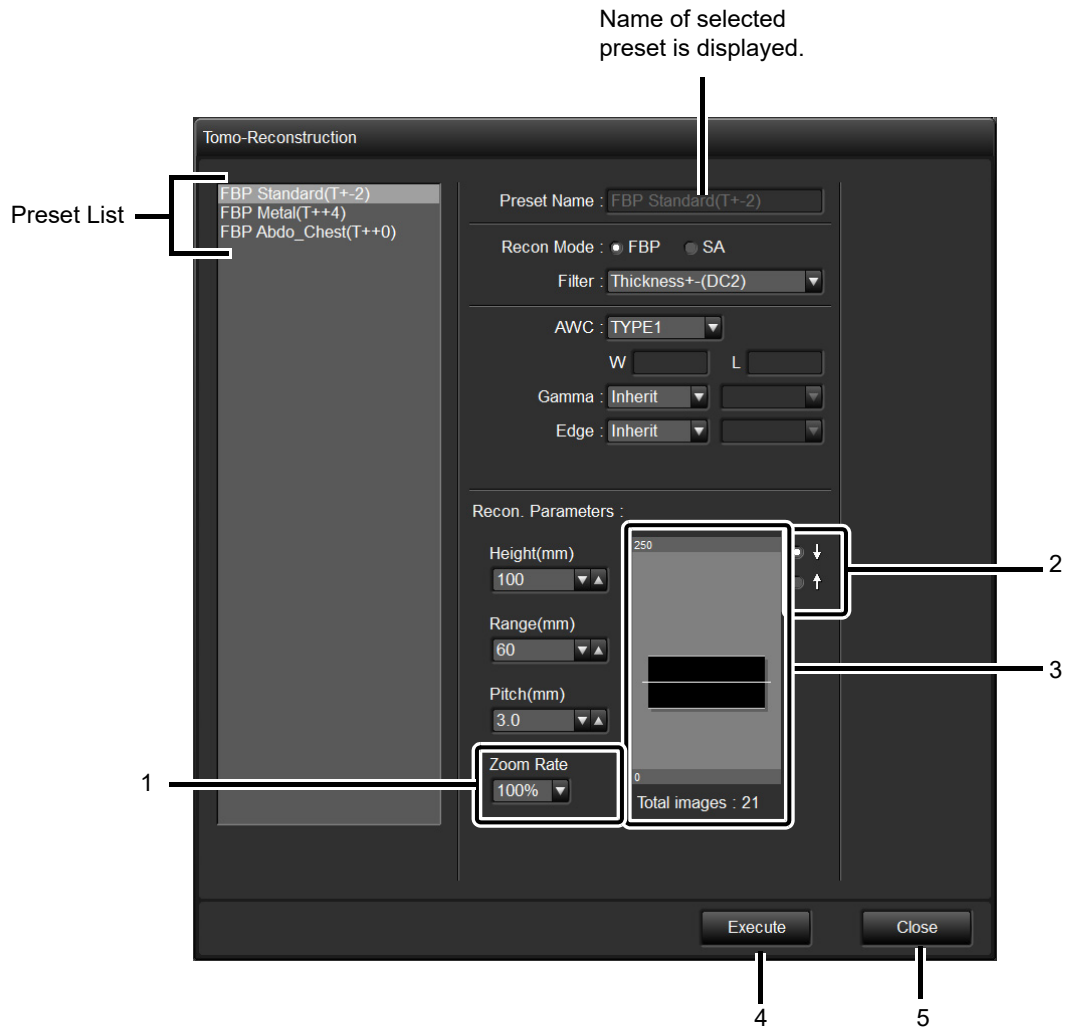 Name of selected
preset is displayed.
Tomo-Reconstruction
Preset List
FBP Standard(T+-2)
FBP Metal(T++4)
FBP Abdo_Chest(T++0)
Preset Name : FBP Standard(T+-2)
Recon Mode : FBP SA
Filter : Thickness+-(DC2)
AWC : TYPE1
W L
Gamma : Inherit
Edge : Inherit
Recon. Parameters :
Height(mm)
100
Range(mm)
60
Pitch(mm)
3.0
Zoom Rate
100%
250
0
Total images : 21
↓
↑
1
2
3
Execute
Close
4
5